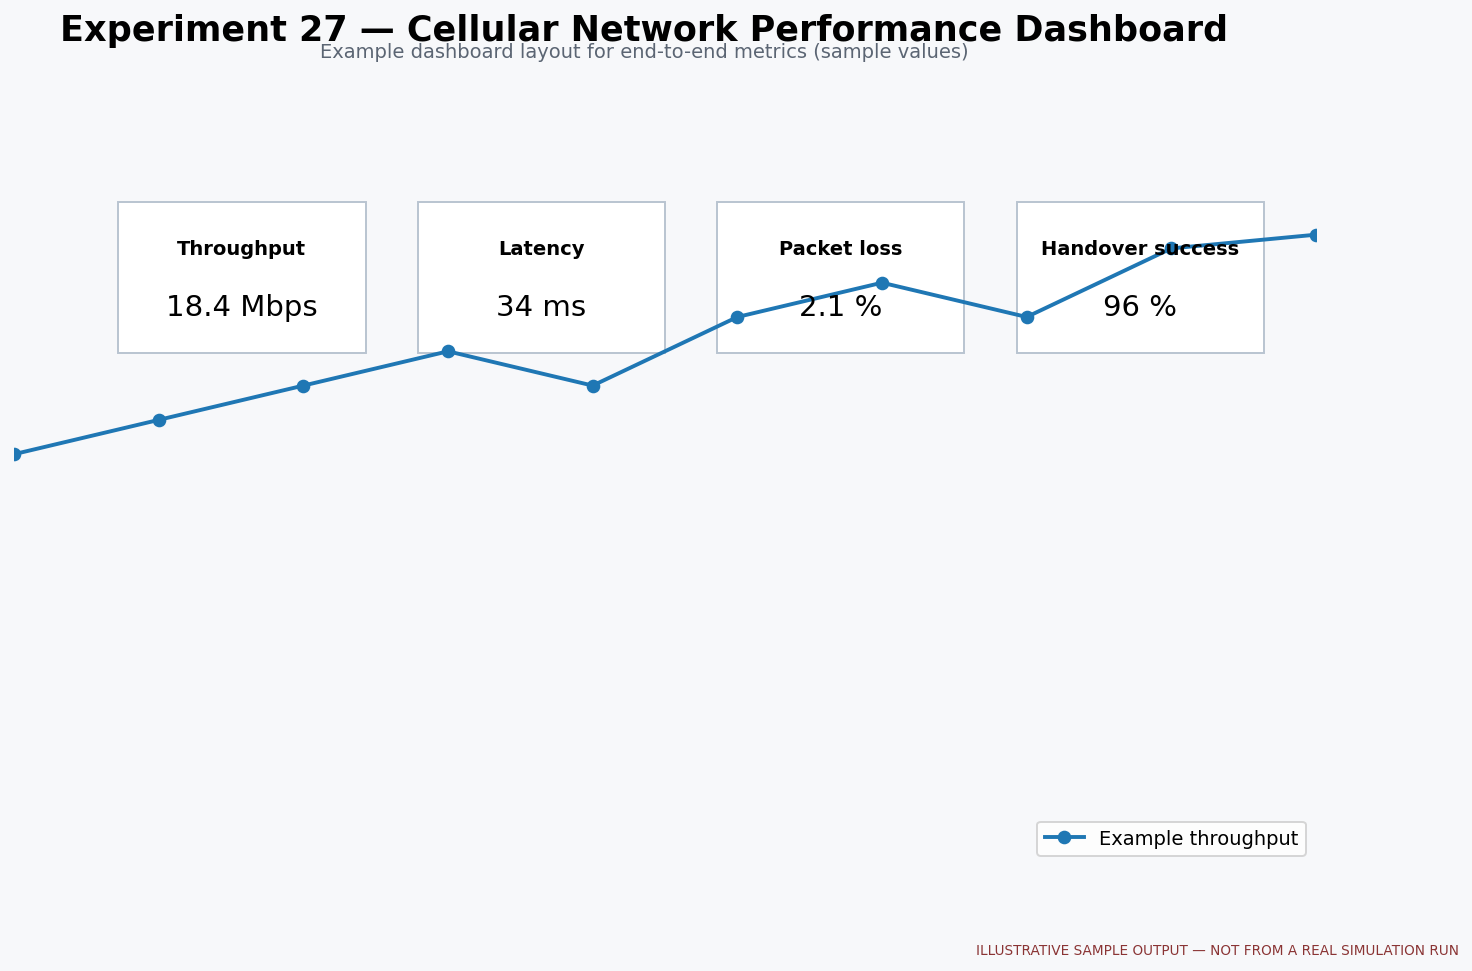 Experiment 27 — Cellular Network Performance Dashboard
Example dashboard layout for end-to-end metrics (sample values)
Throughput
18.4 Mbps
Latency
34 ms
Packet loss
2.1 %
Handover success
96 %
Example throughput
ILLUSTRATIVE SAMPLE OUTPUT — NOT FROM A REAL SIMULATION RUN